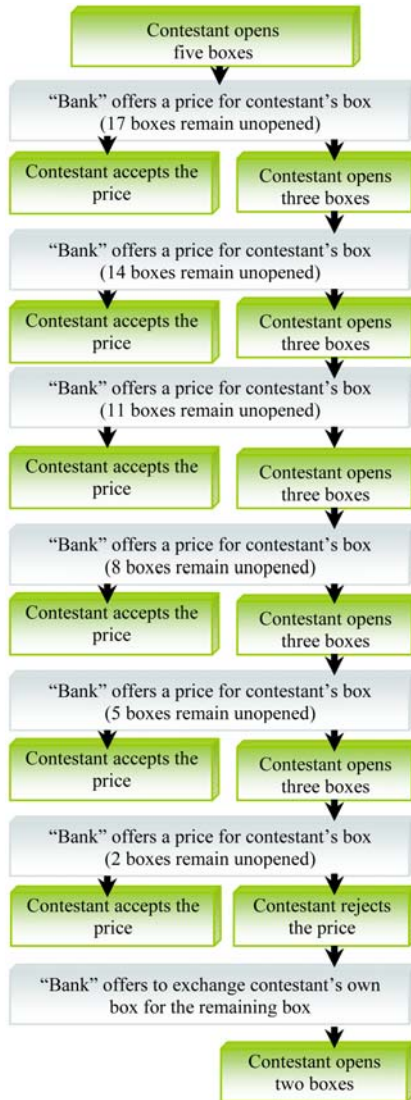 Contestant opens
five boxes
“Bank” offers a price for contestant’s box
(17 boxes remain unopened)
Contestant accepts the
price
Contestant opens
three boxes
“Bank” offers a price for contestant’s box
(14 boxes remain unopened)
Contestant accepts the
price
Contestant opens
three boxes
“Bank” offers a price for contestant’s box
(11 boxes remain unopened)
Contestant accepts the
price
Contestant opens
three boxes
“Bank” offers a price for contestant’s box
(8 boxes remain unopened)
Contestant accepts the
price
Contestant opens
three boxes
“Bank” offers a price for contestant’s box
(5 boxes remain unopened)
Contestant accepts the
price
Contestant opens
three boxes
“Bank” offers a price for contestant’s box
(2 boxes remain unopened)
Contestant accepts the
price
Contestant rejects
the price
“Bank” offers to exchange contestant’s own
box for the remaining box
Contestant opens
two boxes